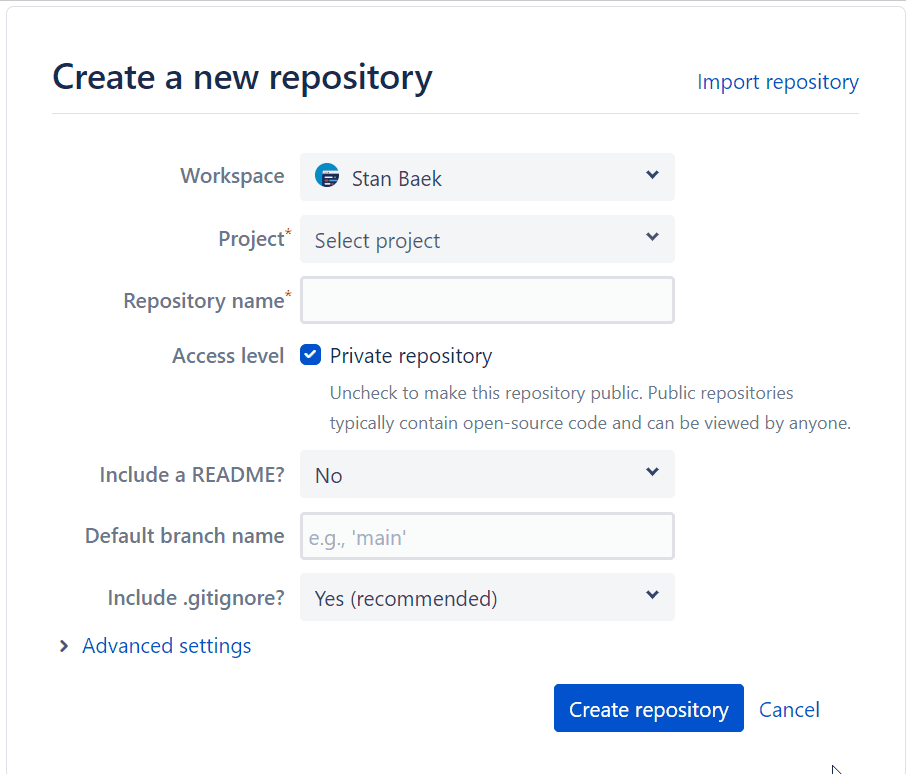 Create a new repository
Import repository
Workspace
Stan Baek
Project*
Select project
Repository name*
Access level
Private repository
Uncheck to make this repository public. Public repositories
typically contain open-source code and can be viewed by anyone.
Include a README?
No
Default branch name
e.g., 'main'
Include .gitignore?
Yes (recommended)
Advanced settings
Create repository
Cancel